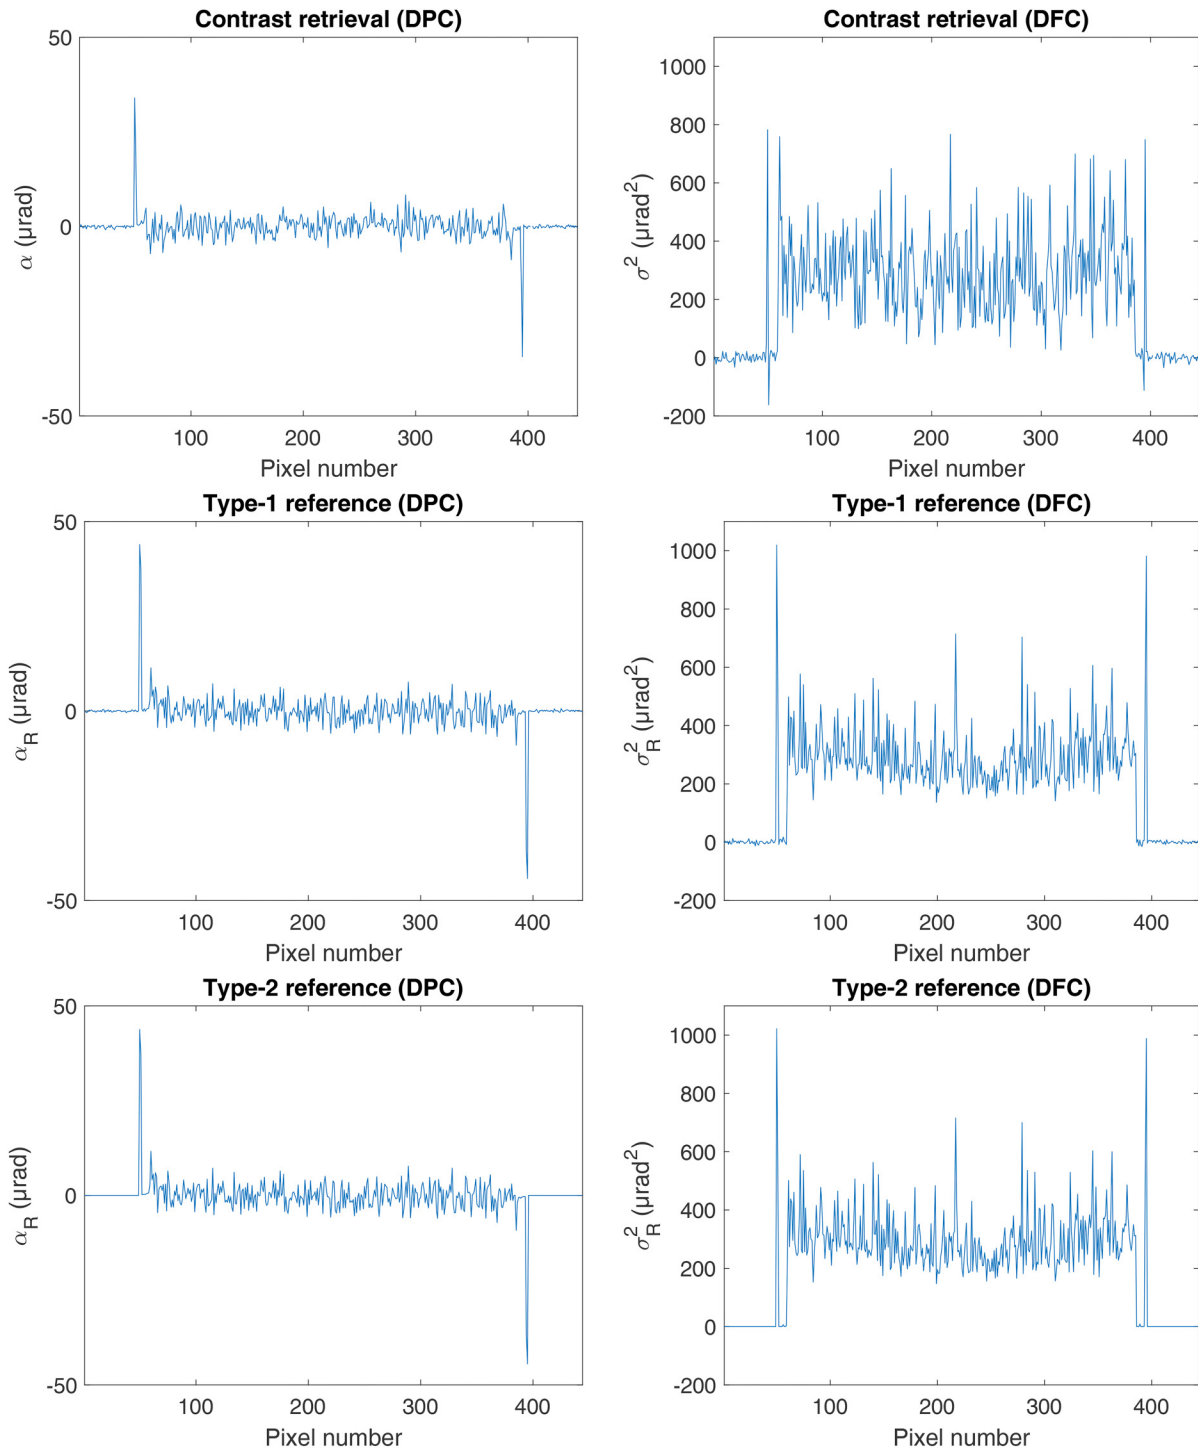 Contrast retrieval (DPC)
50
0
-50
α (μrad)
100 200 300 400
Pixel number
Contrast retrieval (DFC)
1000
800
600
400
200
0
-200
σ² (μrad²)
100 200 300 400
Pixel number
Type-1 reference (DPC)
50
0
-50
α_R (μrad)
100 200 300 400
Pixel number
Type-1 reference (DFC)
1000
800
600
400
200
0
-200
σ²_R (μrad²)
100 200 300 400
Pixel number
Type-2 reference (DPC)
50
0
-50
α_R (μrad)
100 200 300 400
Pixel number
Type-2 reference (DFC)
1000
800
600
400
200
0
-200
σ²_R (μrad²)
100 200 300 400
Pixel number